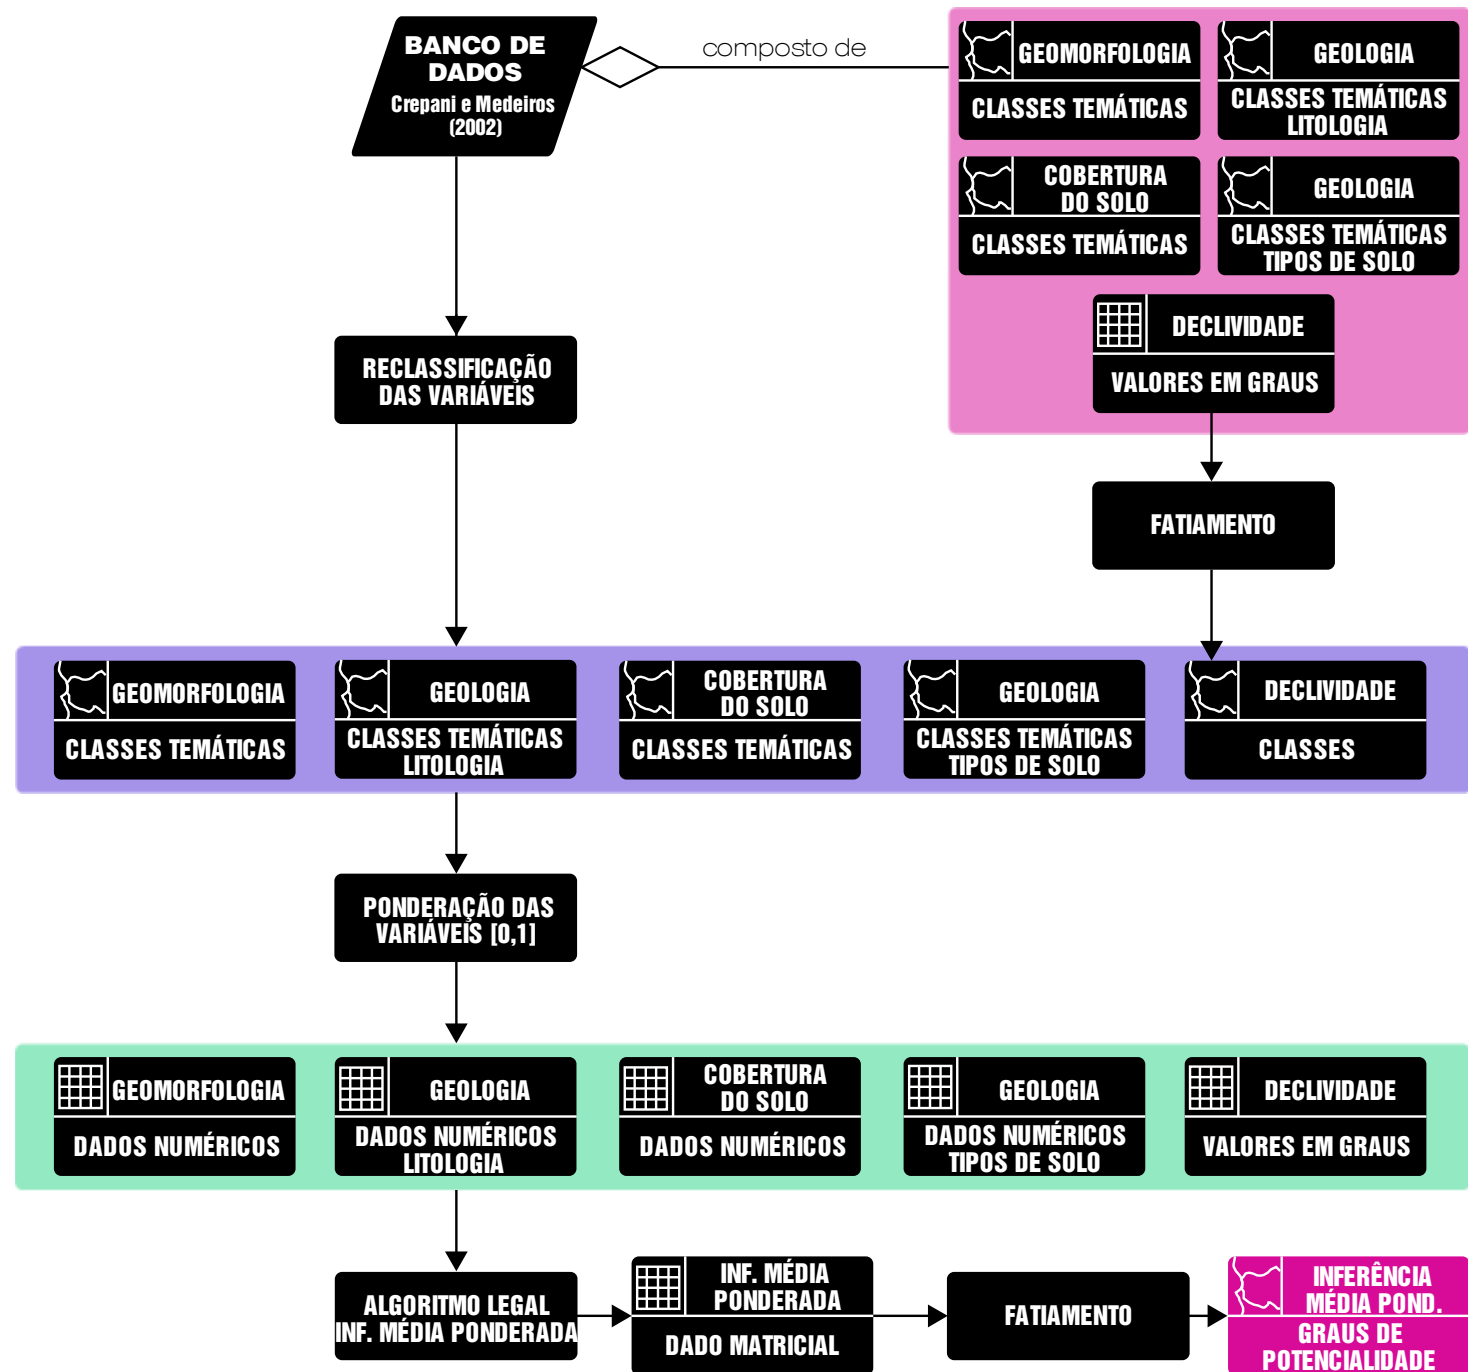 BANCO DE
DADOS
Crepani e Medeiros
(2002)
composto de
GEOMORFOLOGIA
CLASSES TEMÁTICAS
GEOLOGIA
CLASSES TEMÁTICAS
LITOLOGIA
COBERTURA
DO SOLO
CLASSES TEMÁTICAS
GEOLOGIA
CLASSES TEMÁTICAS
TIPOS DE SOLO
DECLIVIDADE
VALORES EM GRAUS
RECLASSIFICAÇÃO
DAS VARIÁVEIS
FATIAMENTO
GEOMORFOLOGIA
CLASSES TEMÁTICAS
GEOLOGIA
CLASSES TEMÁTICAS
LITOLOGIA
COBERTURA
DO SOLO
CLASSES TEMÁTICAS
GEOLOGIA
CLASSES TEMÁTICAS
TIPOS DE SOLO
DECLIVIDADE
CLASSES
PONDERAÇÃO DAS
VARIÁVEIS [0,1]
GEOMORFOLOGIA
DADOS NUMÉRICOS
GEOLOGIA
DADOS NUMÉRICOS
LITOLOGIA
COBERTURA
DO SOLO
DADOS NUMÉRICOS
GEOLOGIA
DADOS NUMÉRICOS
TIPOS DE SOLO
DECLIVIDADE
VALORES EM GRAUS
ALGORITMO LEGAL
INF. MÉDIA PONDERADA
INF. MÉDIA
PONDERADA
DADO MATRICIAL
FATIAMENTO
INFERÊNCIA
MÉDIA POND.
GRAUS DE
POTENCIALIDADE